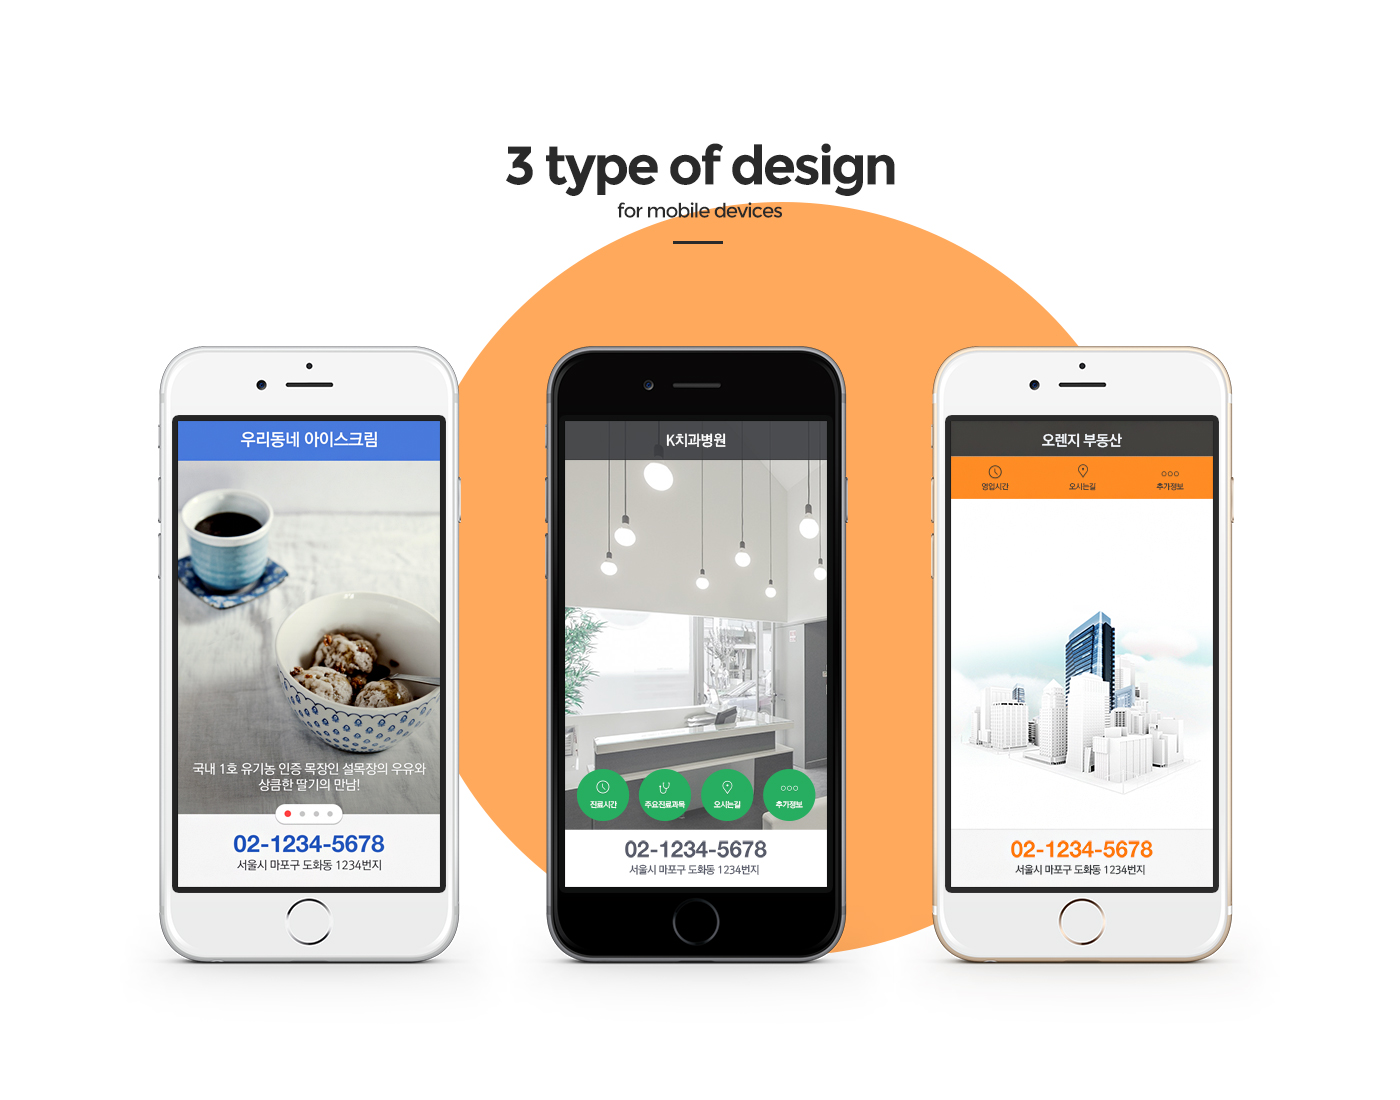 3 type of design
for mobile devices
우리동네 아이스크림
국내 1호 유기농 인증 목장인 설목장의 우유와
상큼한 딸기의 만남!
02-1234-5678
서울시 마포구 도화동 1234번지
K치과병원
진료시간
주요진료과목
오시는길
추가정보
02-1234-5678
서울시 마포구 도화동 1234번지
오렌지 부동산
영업시간
오시는길
추가정보
02-1234-5678
서울시 마포구 도화동 1234번지